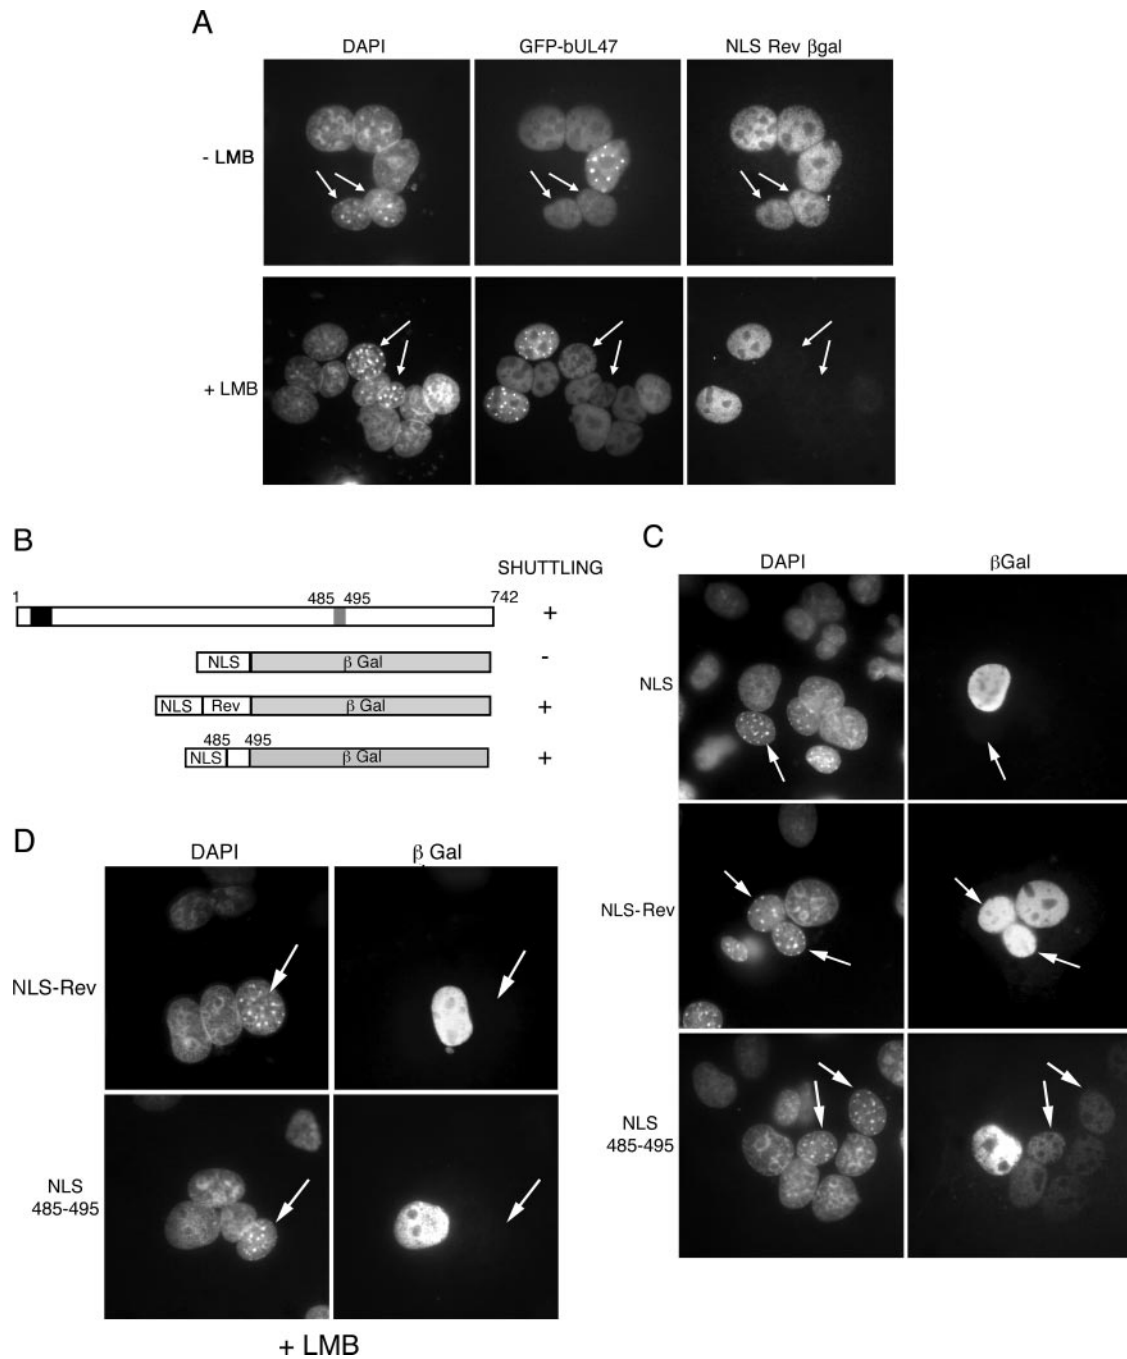 A
DAPI GFP-bUL47 NLS Rev βgal
- LMB
+ LMB
B
SHUTTLING
1 485 495 742
+
NLS β Gal -
NLS Rev β Gal +
485 495
NLS β Gal +
C
DAPI βGal
NLS
NLS-Rev
NLS
485-495
D
DAPI β Gal
NLS-Rev
NLS
485-495
+ LMB